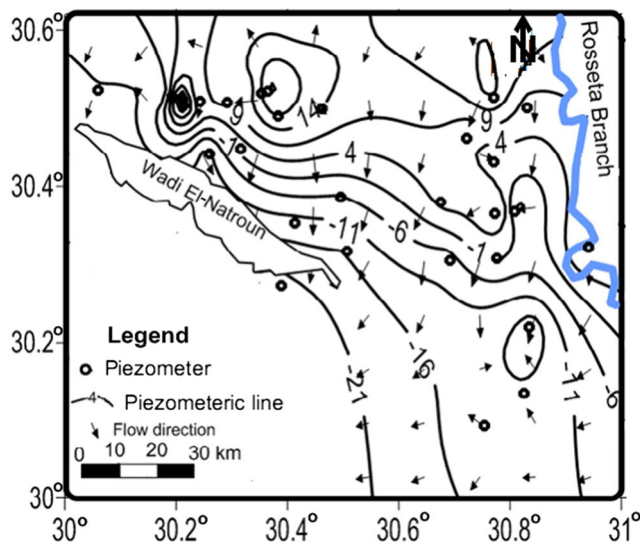 30.6°
30.4°
30.2°
30°
30°
30.2°
30.4°
30.6°
30.8°
31°
N
Rosseta Branch
Wadi El-Natroun
9
14
9
-1
4
4
-11
-6
-1
-21
-16
-11
-6
Legend
Piezometer
4 Piezometeric line
Flow direction
0 10 20 30 km